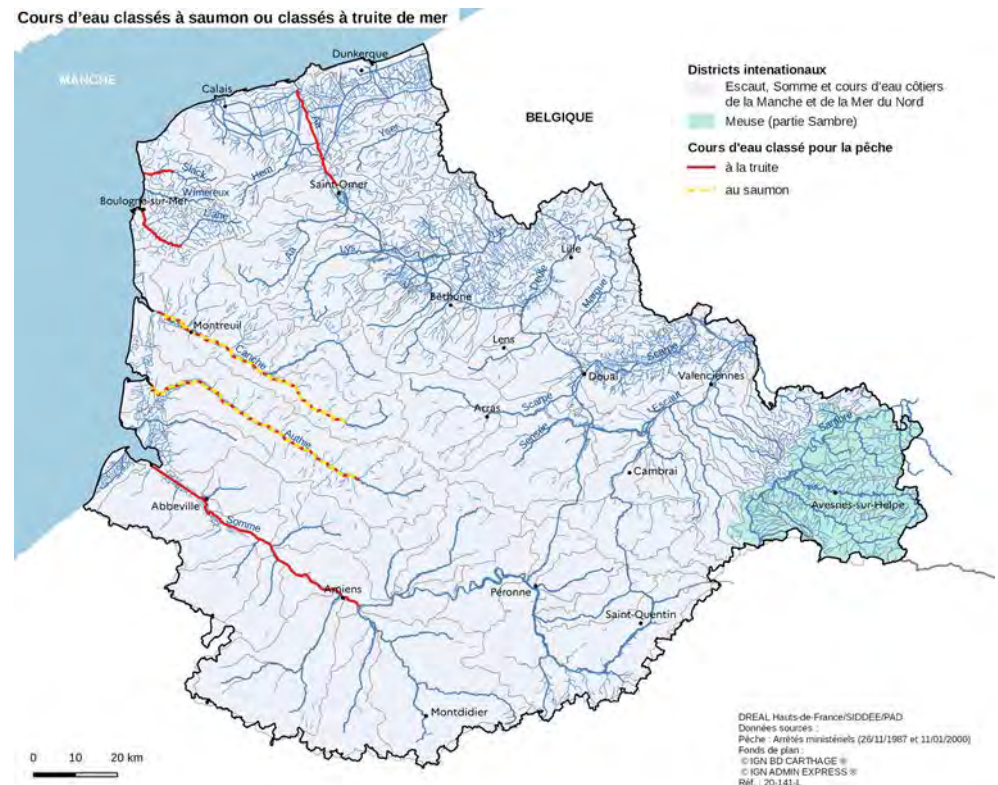 Cours d'eau classés à saumon ou classés à truite de mer
MANCHE
Dunkerque
Calais
BELGIQUE
Districts intenationaux
Escaut, Somme et cours d'eau côtiers
de la Manche et de la Mer du Nord
Meuse (partie Sambre)
Cours d'eau classé pour la pêche
à la truite
au saumon
Aa
Yser
Slack
Hem
Saint-Omer
Wimereux
Boulogne-sur-Mer
Liane
Aa
Lys
Lys
Lille
Deûle
Marque
Béthune
Montreuil
Canche
Lens
Scarpe
Douai
Valenciennes
Scarpe
Escaut
Arras
Sensée
Authie
Sambre
Cambrai
Avesnes-sur-Helpe
Abbeville
Somme
Amiens
Péronne
Saint-Quentin
Montdidier
0 10 20 km
DREAL Hauts-de-France/SIDDEE/PAD
Données sources :
Pêche : Arrêtés ministériels (26/11/1987 et 11/01/2000)
Fonds de plan :
© IGN BD CARTHAGE ®
© IGN ADMIN EXPRESS ®
Réf. : 20-141-L